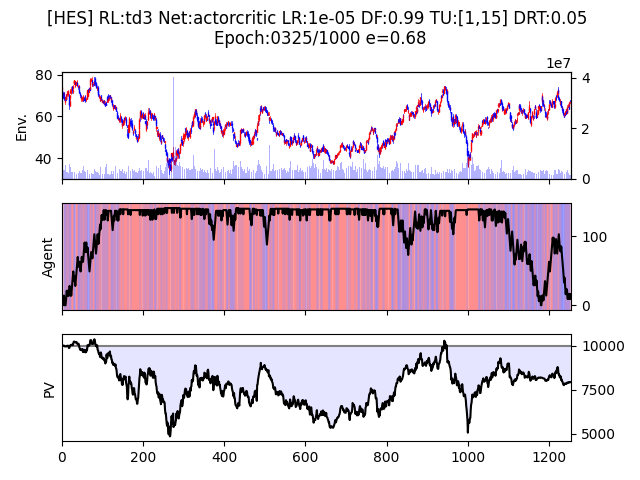 [HES] RL:td3 Net:actorcritic LR:1e-05 DF:0.99 TU:[1,15] DRT:0.05
Epoch:0325/1000 e=0.68
1e7
80
60
40
Env.
4
2
0
Agent
100
0
PV
10000
7500
5000
0 200 400 600 800 1000 1200